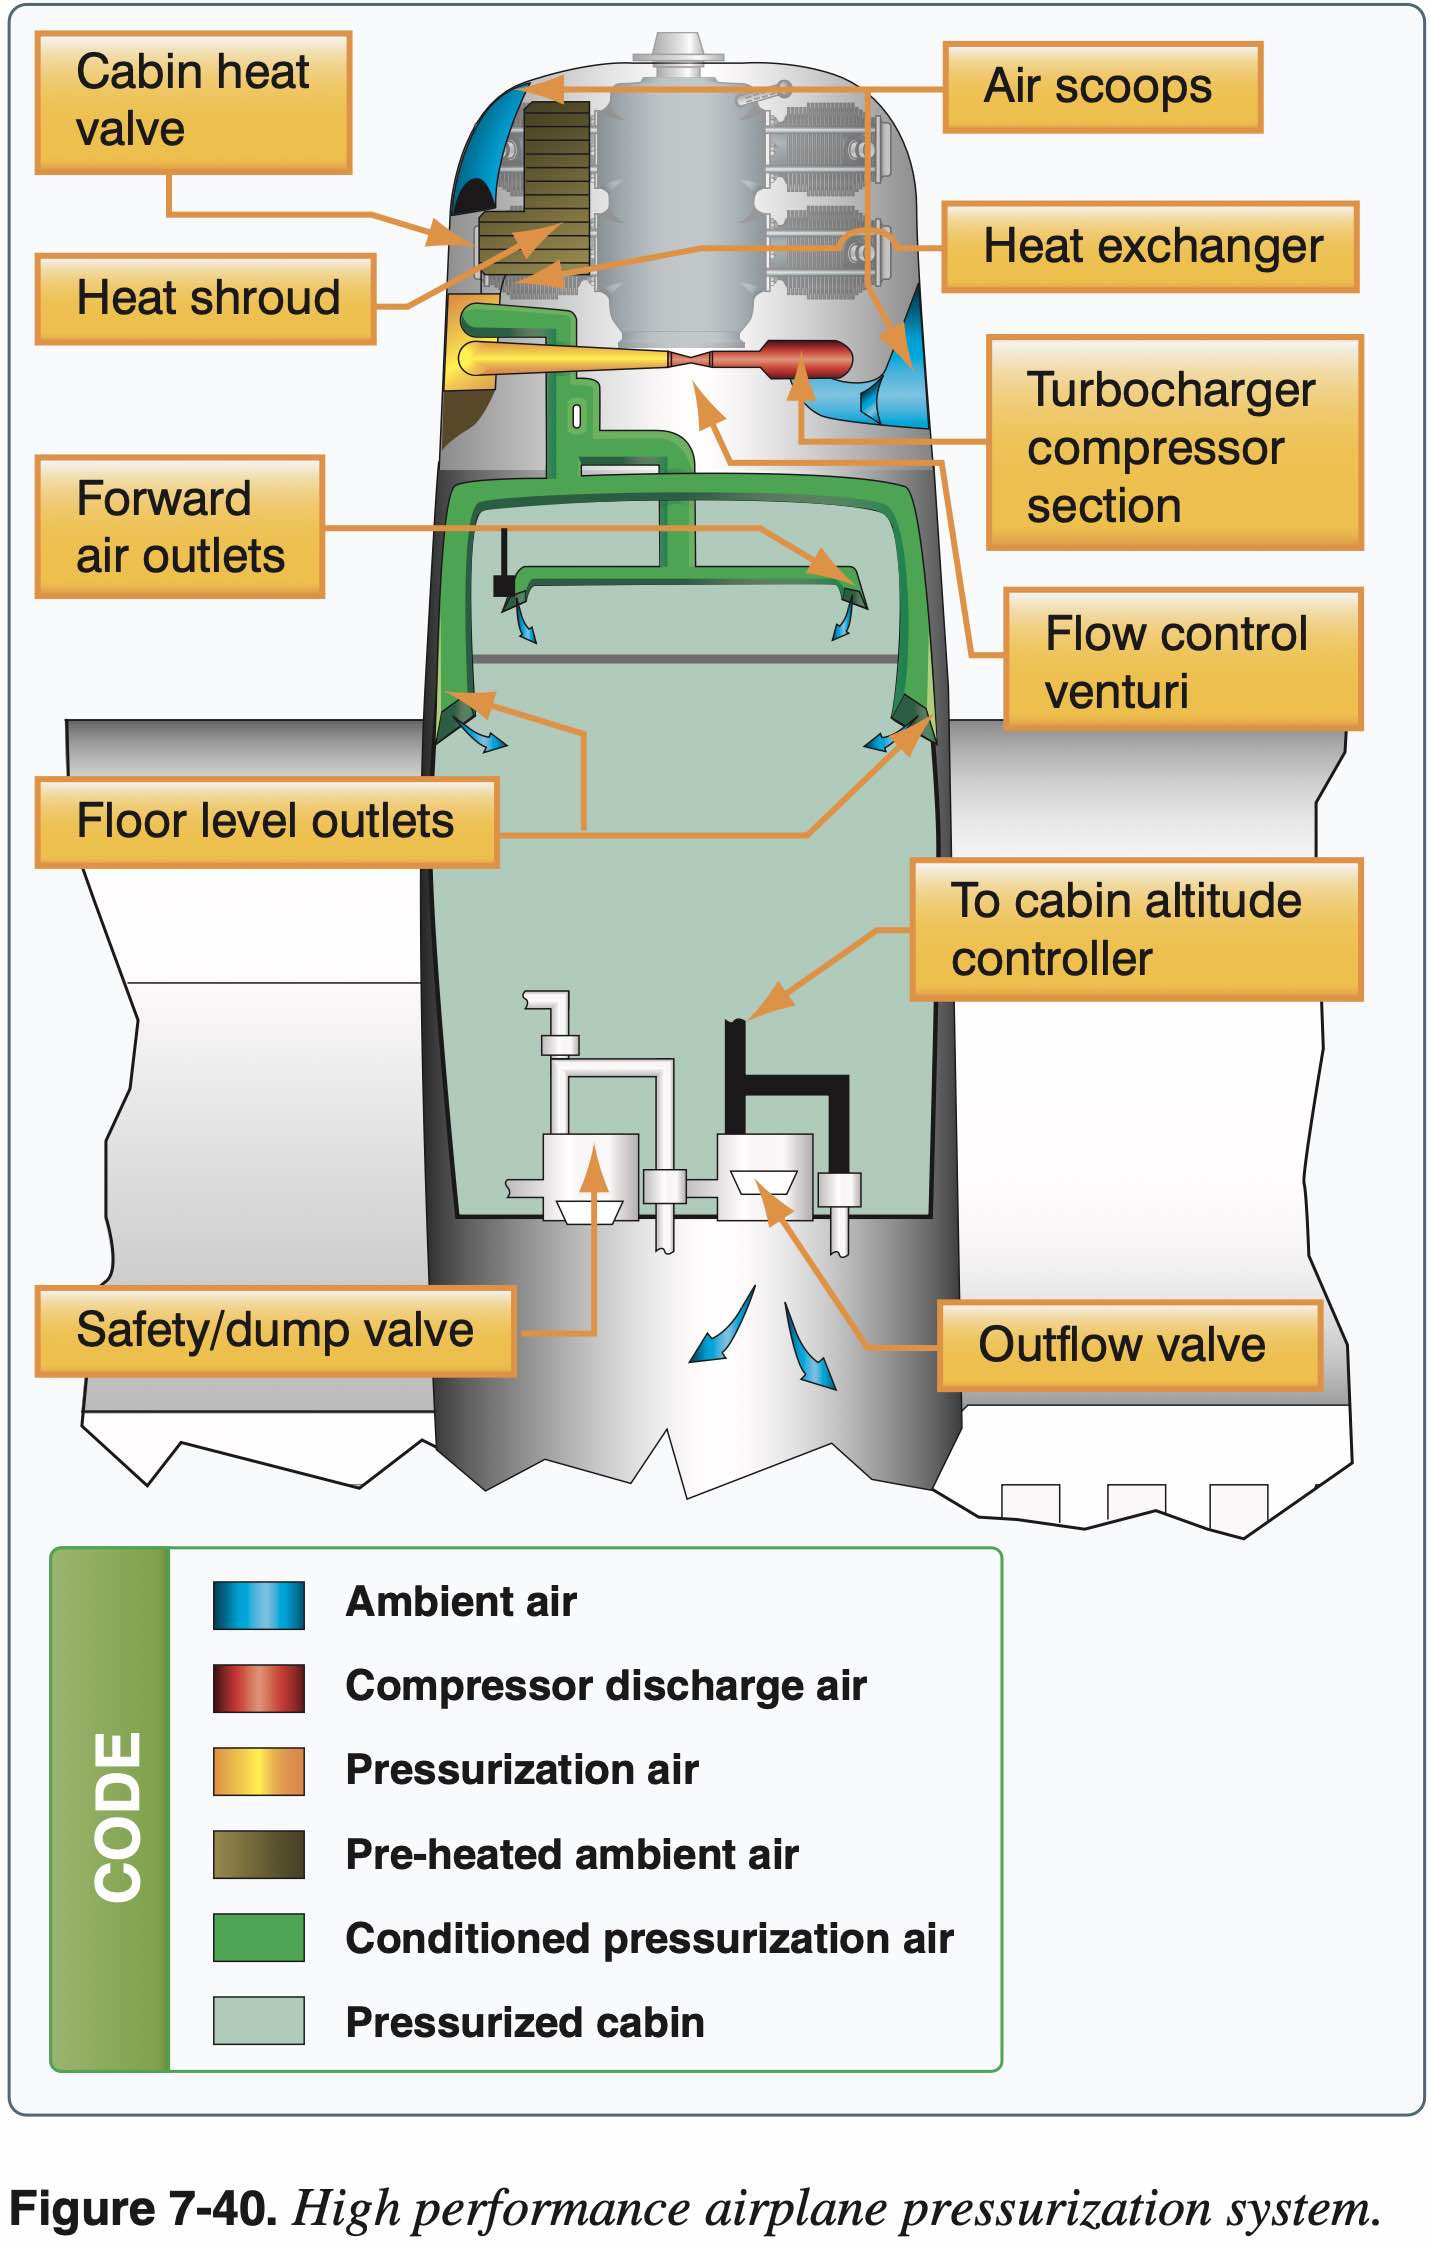 Cabin heat
valve
Air scoops
Heat exchanger
Heat shroud
Turbocharger
compressor
section
Forward
air outlets
Flow control
venturi
Floor level outlets
To cabin altitude
controller
Safety/dump valve
Outflow valve
CODE
Ambient air
Compressor discharge air
Pressurization air
Pre-heated ambient air
Conditioned pressurization air
Pressurized cabin
Figure 7-40. High performance airplane pressurization system.